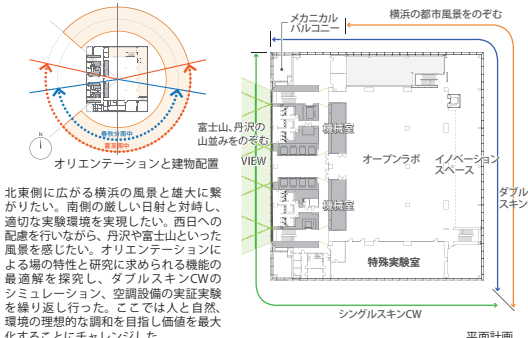 メカニカル
バルコニー
横浜の都市風景をのぞむ
春秋分南中
夏至南中
N
オリエンテーションと建物配置
富士山、丹沢の
山並みをのぞむ
VIEW
機械室
オープンラボ
イノベーション
スペース
機械室
ダブル
スキン
特殊実験室
シングルスキンCW
北東側に広がる横浜の風景と雄大に繋
がりたい。南側の厳しい日射と対峙し、
適切な実験環境を実現したい。西日への
配慮を行いながら、丹沢や富士山といった
風景を感じたい。オリエンテーションに
よる場の特性と研究に求められる機能の
最適解を探究し、ダブルスキンCWの
シミュレーション、空調設備の実証実験
を繰り返し行った。ここでは人と自然、
環境の理想的な調和を目指し価値を最大
化することにチャレンジした。
平面計画